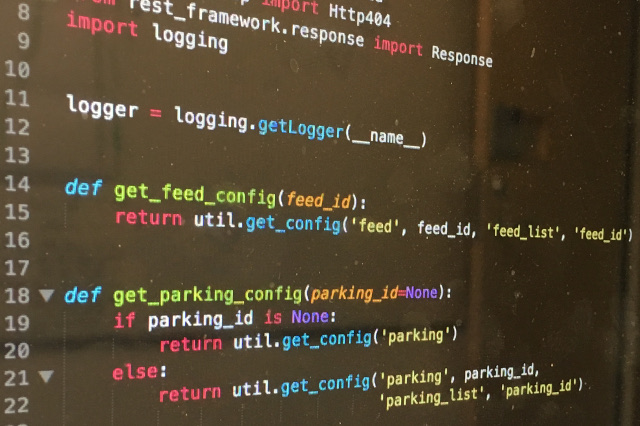 8 import Http404
9 rest_framework.response import Response
10 import logging
11
12 logger = logging.getLogger(__name__)
13
14 def get_feed_config(feed_id):
15 return util.get_config('feed', feed_id, 'feed_list', 'feed_id')
16
17
18 def get_parking_config(parking_id=None):
19 if parking_id is None:
20 return util.get_config('parking')
21 else:
22 return util.get_config('parking', parking_id,
'parking_list', 'parking_id')